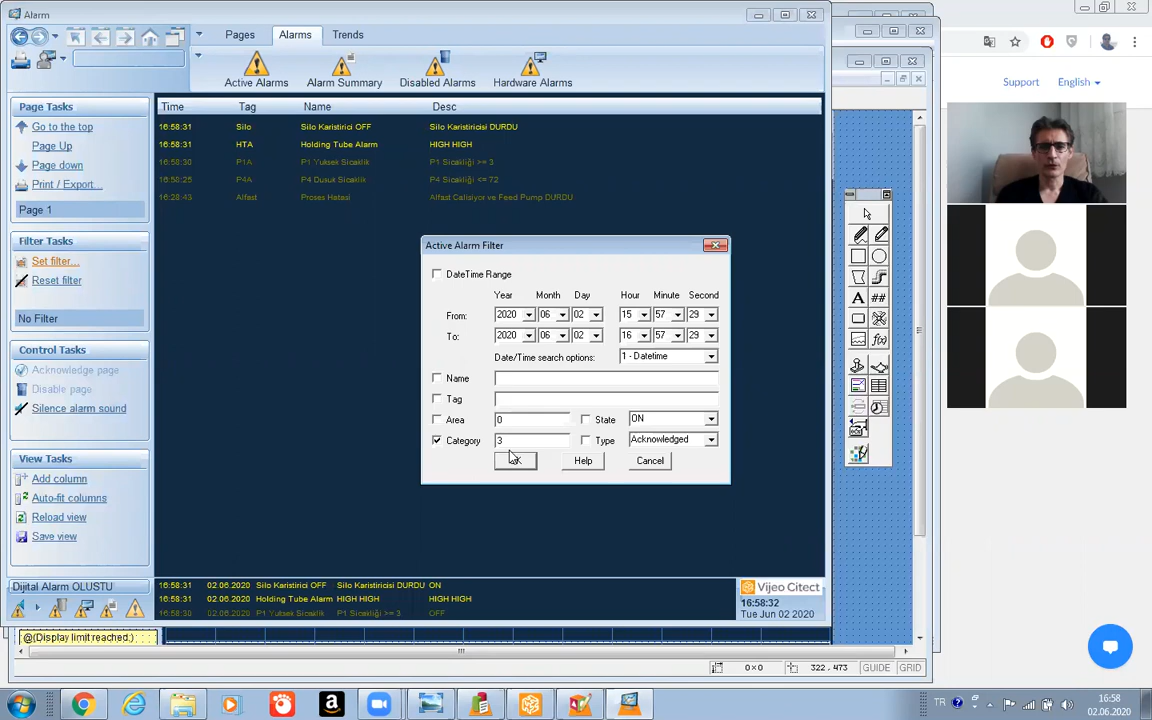 Alarm
Pages Alarms Trends
Active Alarms Alarm Summary Disabled Alarms Hardware Alarms
Support English
Page Tasks
Go to the top
Page Up
Page down
Print / Export...
Page 1
Filter Tasks
Set filter...
Reset filter
No Filter
Control Tasks
Acknowledge page
Disable page
Silence alarm sound
View Tasks
Add column
Auto-fit columns
Reload view
Save view
Time Tag Name Desc
16:58:31 Silo Silo Karistirici OFF Silo Karistiricisi DURDU
16:58:31 HTA Holding Tube Alarm HIGH HIGH
16:58:30 P1A P1 Yuksek Sicaklik P1 Sicakliği >= 3
16:58:25 P4A P4 Dusuk Sicaklik P4 Sicakliği <= 72
16:28:43 Alfast Proses Hatasi Alfast Calisiyor ve Feed Pump DURDU
Active Alarm Filter
DateTime Range
Year Month Day Hour Minute Second
From: 2020 06 02 15 57 29
To: 2020 06 02 16 57 29
Date/Time search options: 1 - Datetime
Name
Tag
Area 0 State ON
Category 3 Type Acknowledged
Help Cancel
Dijital Alarm OLUSTU
16:58:31 02.06.2020 Silo Karistirici OFF Silo Karistiricisi DURDU ON
16:58:31 02.06.2020 Holding Tube Alarm HIGH HIGH HIGH HIGH
16:58:30 02.06.2020 P1 Yuksek Sicaklik P1 Sicakliği >= 3 OFF
Vijeo Citect
16:58:32
Tue Jun 02 2020
@(Display limit reached.)
A ##
f(x)
0×0 322, 473 GUIDE GRID
TR 16:58
02.06.2020